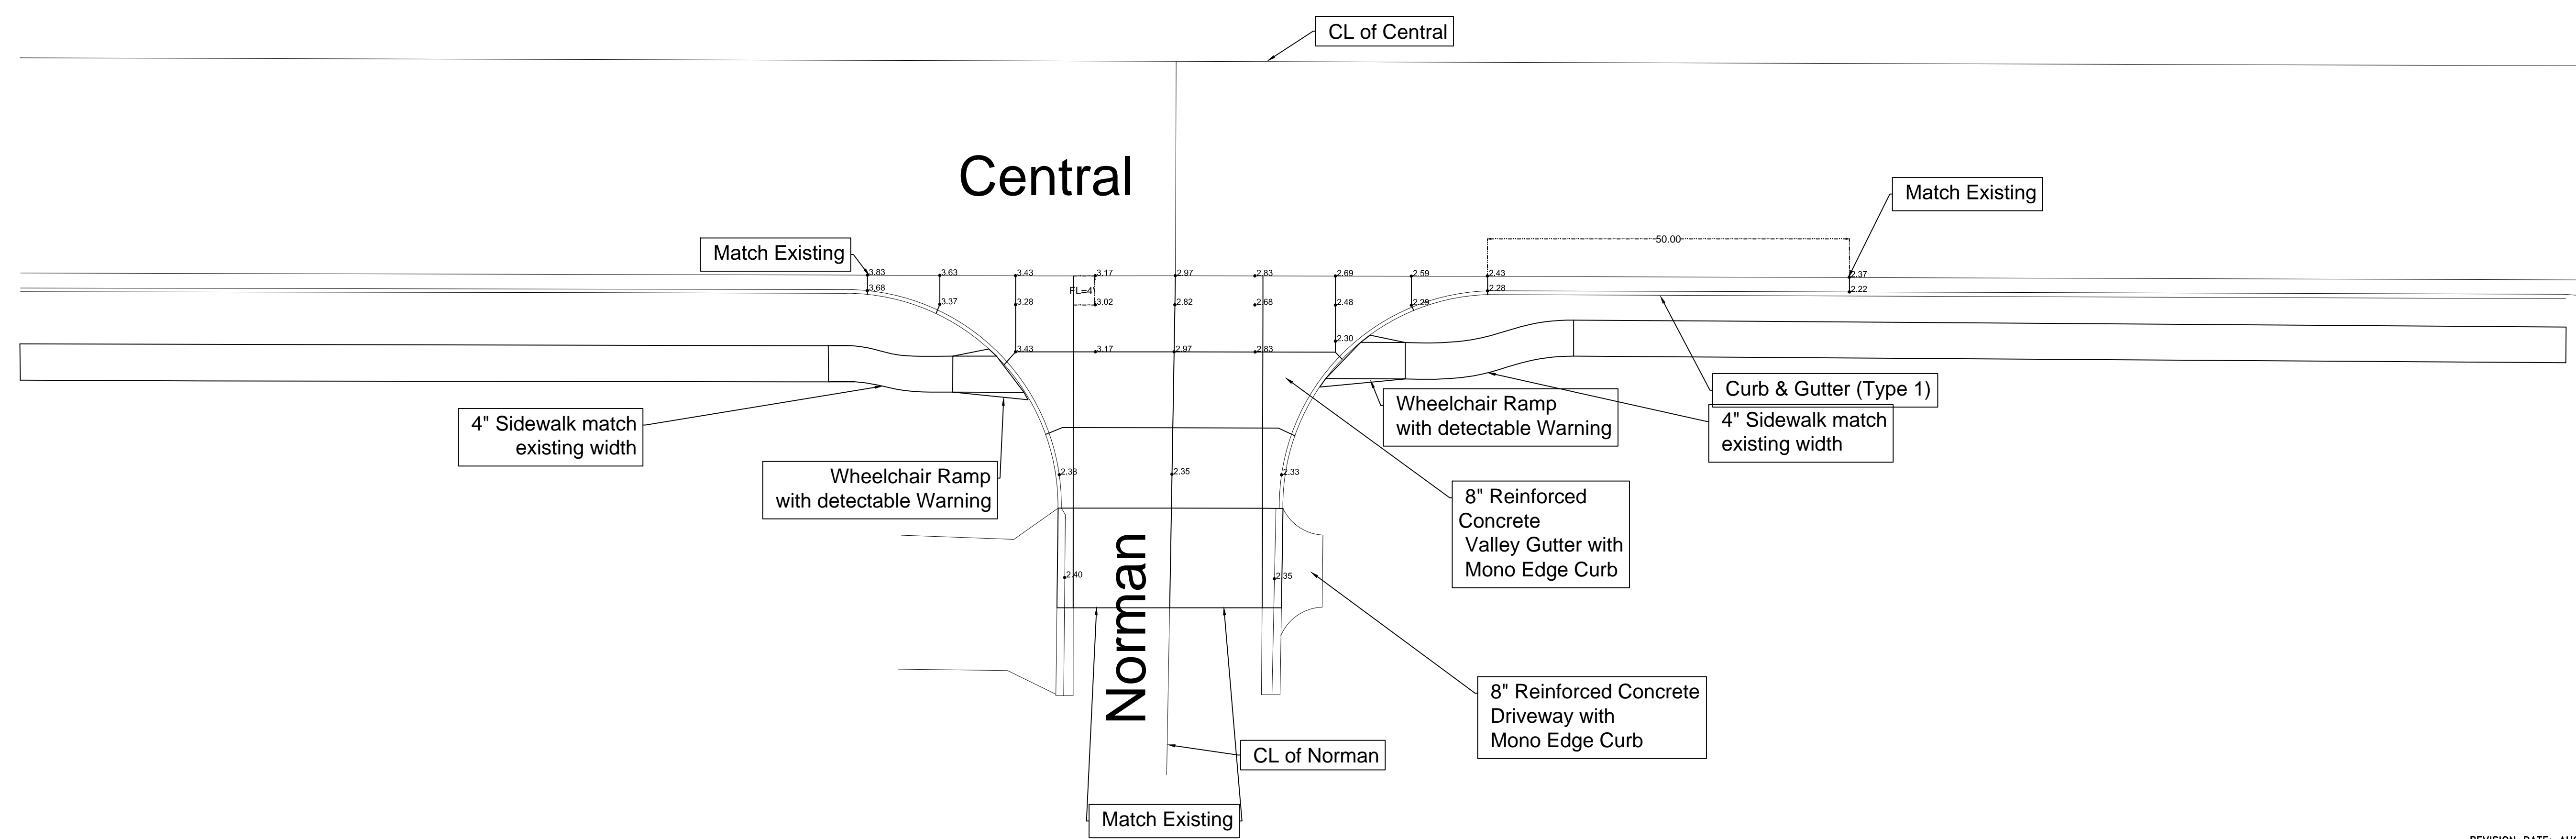 CL of Central
Central
Match Existing
Match Existing
50.00
3.83
3.63
3.43
3.17
2.97
2.83
2.69
2.59
2.43
2.37
3.68
3.37
3.28
FL=4'
3.02
2.82
2.68
2.48
2.29
2.28
2.22
2.30
3.43
3.17
2.97
2.83
4" Sidewalk match
existing width
Wheelchair Ramp
with detectable Warning
Wheelchair Ramp
with detectable Warning
Curb & Gutter (Type 1)
4" Sidewalk match
existing width
2.38
2.35
2.33
8" Reinforced
Concrete
Valley Gutter with
Mono Edge Curb
2.40
2.35
Norman
8" Reinforced Concrete
Driveway with
Mono Edge Curb
CL of Norman
Match Existing
REVISION DATE: